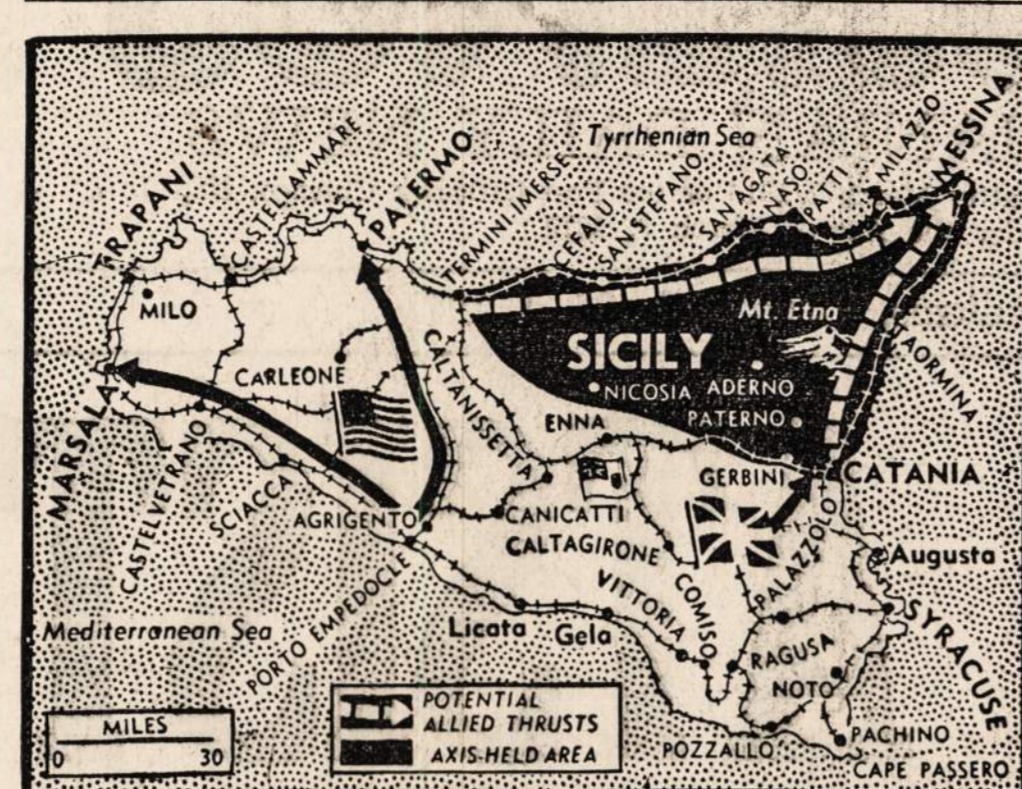 Tyrrhenian Sea
TRAPANI
CASTELLAMMARE
PALERMO
TERMINI IMERSE
CEFALU
SAN STEFANO
SAN AGATA
NASO
PATTI
MILAZZO
MESSINA
MILO
Mt. Etna
SICILY
TAORMINA
CARLEONE
CALTANISSETTA
NICOSIA
ADERNO
PATERNO
ENNA
MARSALA
CASTELVETRANO
SCIACCA
AGRIGENTO
CANICATTI
GERBINI
CATANIA
CALTAGIRONE
PALAZZOLO
Augusta
VITTORIA
COMISO
Mediterranean Sea
PORTO EMPEDOCLE
Licata
Gela
RAGUSA
SYRACUSE
NOTO
POTENTIAL
ALLIED THRUSTS
AXIS-HELD AREA
MILES
0 30
POZZALLO
PACHINO
CAPE PASSERO